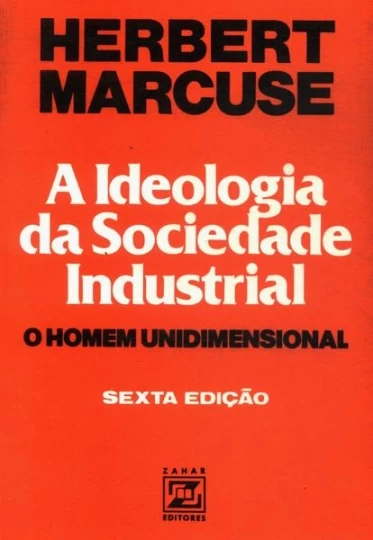 HERBERT
MARCUSE
A Ideologia
da Sociedade
Industrial
O HOMEM UNIDIMENSIONAL
SEXTA EDIÇÃO
ZAHAR
EDITORES